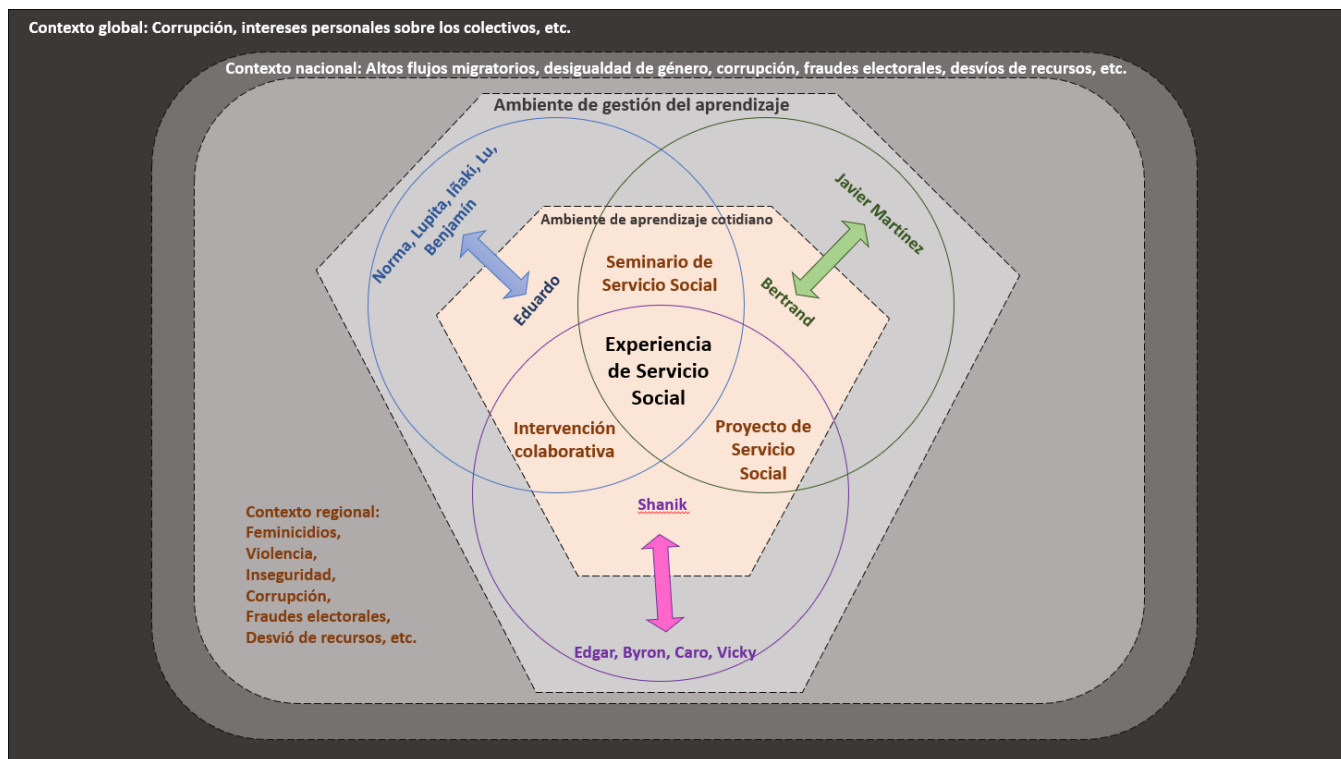 Contexto global: Corrupción, intereses personales sobre los colectivos, etc.
Contexto nacional: Altos flujos migratorios, desigualdad de género, corrupción, fraudes electorales, desvíos de recursos, etc.
Ambiente de gestión del aprendizaje
Norma, Lupita, Iñaki, Lu,
Benjamín
Javier Martínez
Ambiente de aprendizaje cotidiano
Eduardo
Seminario de
Servicio Social
Bertrand
Experiencia
de Servicio
Social
Intervención
colaborativa
Proyecto de
Servicio
Social
Shanik
Contexto regional:
Feminicidios,
Violencia,
Inseguridad,
Corrupción,
Fraudes electorales,
Desvió de recursos, etc.
Edgar, Byron, Caro, Vicky